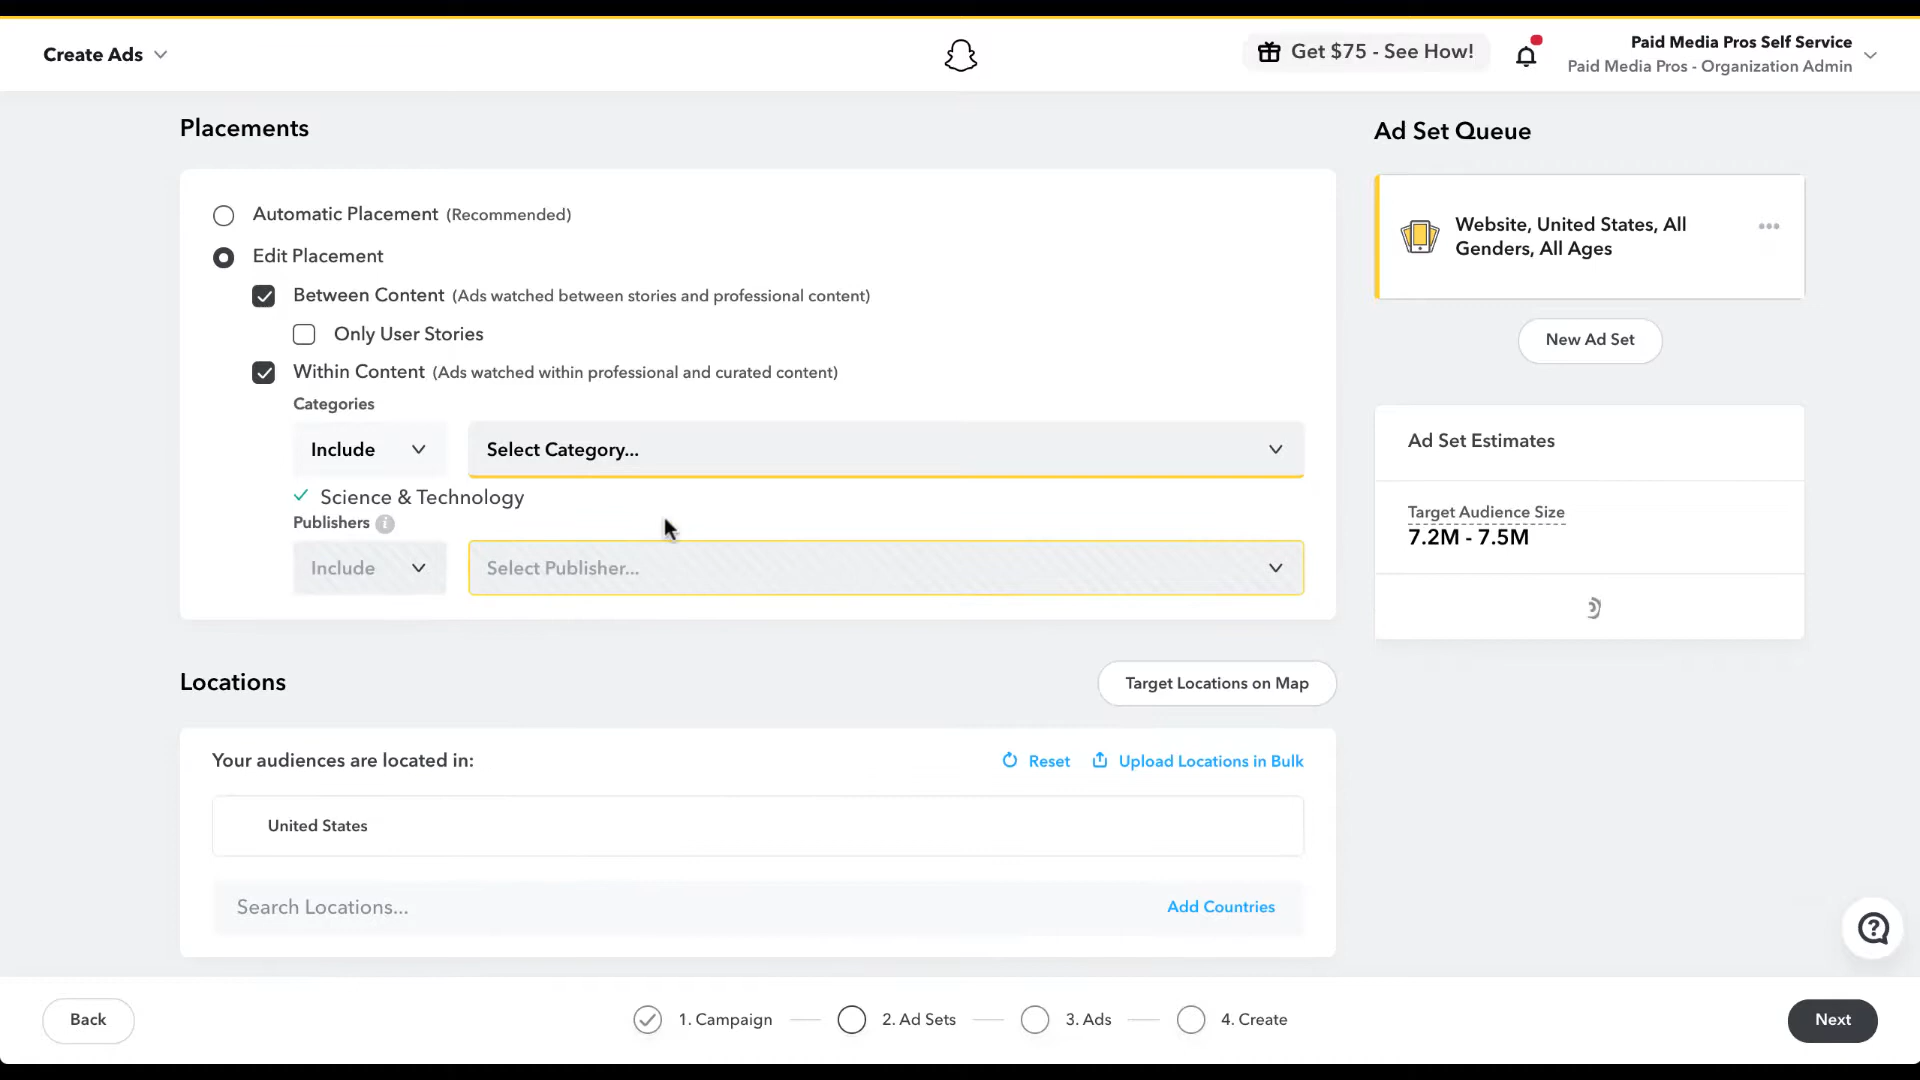 Create Ads
Get $75 - See How!
Paid Media Pros Self Service
Paid Media Pros - Organization Admin
Placements
Automatic Placement (Recommended)
Edit Placement
Between Content (Ads watched between stories and professional content)
Only User Stories
Within Content (Ads watched within professional and curated content)
Categories
Include
Select Category...
Science & Technology
Publishers
Include
Select Publisher...
Ad Set Queue
Website, United States, All
Genders, All Ages
New Ad Set
Ad Set Estimates
Target Audience Size
7.2M - 7.5M
Locations
Target Locations on Map
Your audiences are located in:
Reset
Upload Locations in Bulk
United States
Search Locations...
Add Countries
Back
1. Campaign
2. Ad Sets
3. Ads
4. Create
Next